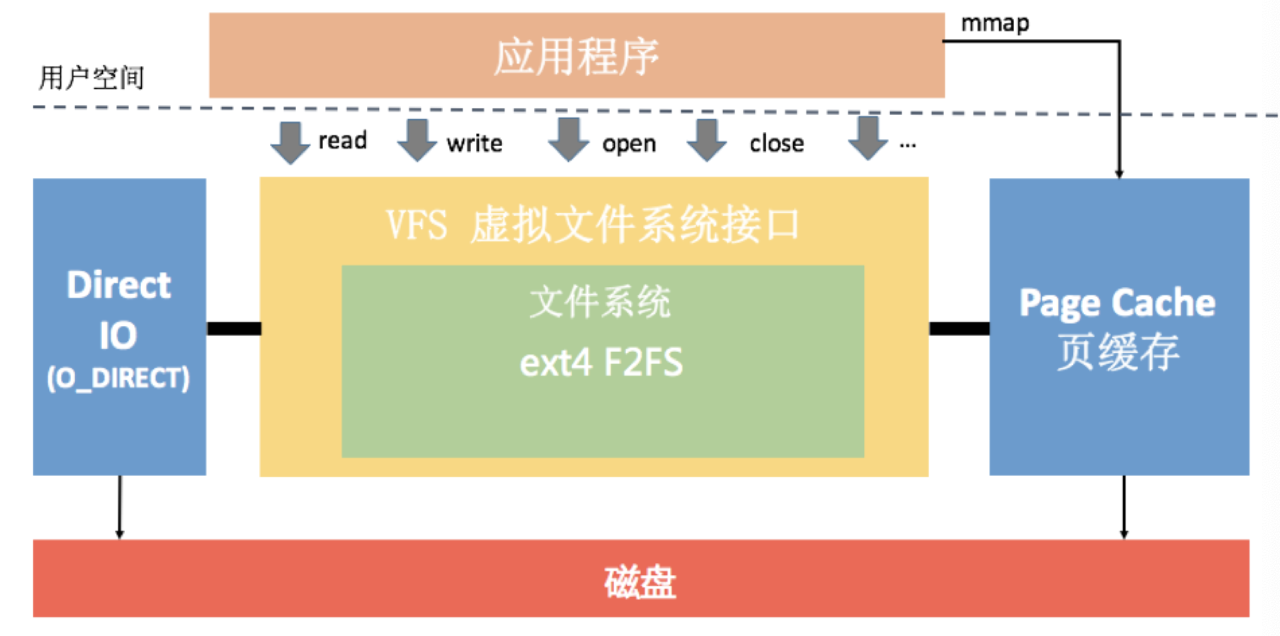 应用程序
mmap
用户空间
read
write
open
close
...
VFS 虚拟文件系统接口
文件系统
ext4 F2FS
Direct
IO
(O_DIRECT)
Page Cache
页缓存
磁盘